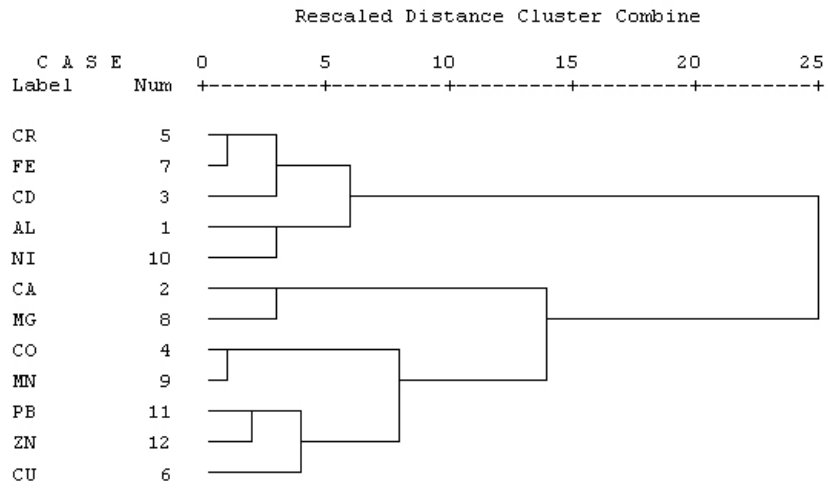 Rescaled Distance Cluster Combine
C A S E 0 5 10 15 20 25
Label Num +---------+---------+---------+---------+---------+
CR 5
FE 7
CD 3
AL 1
NI 10
CA 2
MG 8
CO 4
MN 9
PB 11
ZN 12
CU 6